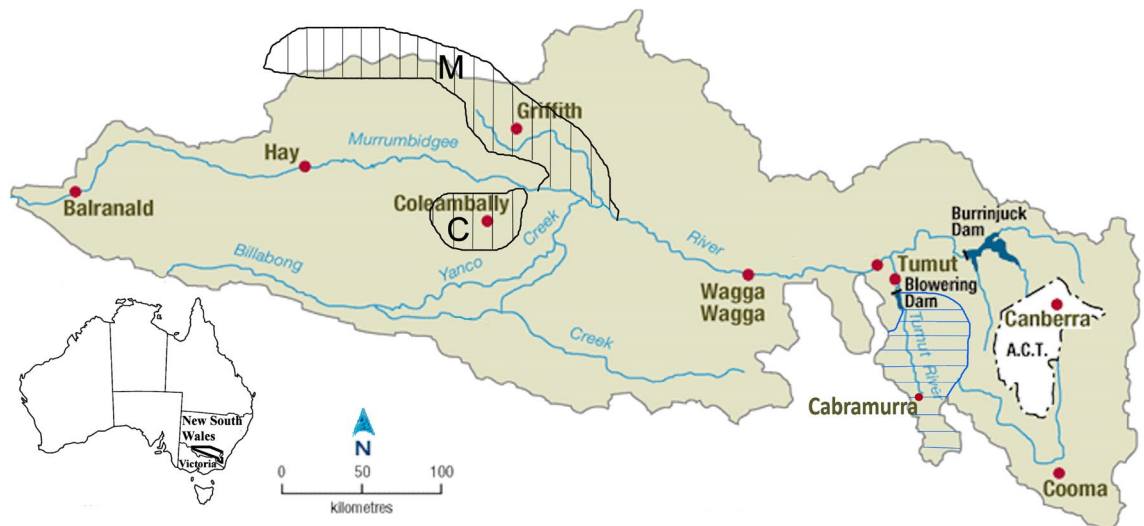 M
Griffith
Murrumbidgee
Hay
Balranald
Coleambally
C
Yanco Creek
Billabong
Creek
River
Wagga
Wagga
Burrinjuck
Dam
Tumut
Blowering
Dam
Tumut River
Canberra
A.C.T.
Cabramurra
Cooma
New South
Wales
Victoria
N
0 50 100
kilometres